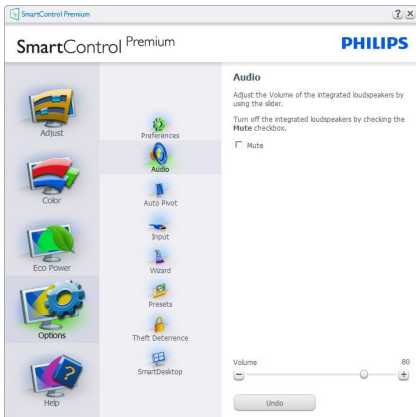 SmartControl Premium
SmartControl Premium
PHILIPS
Adjust
Color
Eco Power
Options
Help
Preferences
Audio
Auto Pivot
Input
Wizard
Presets
Theft Deterrence
SmartDesktop
Audio
Adjust the Volume of the integrated loudspeakers by
using the slider.
Turn off the integrated loudspeakers by checking the
Mute checkbox.
Mute
Volume 80
Undo